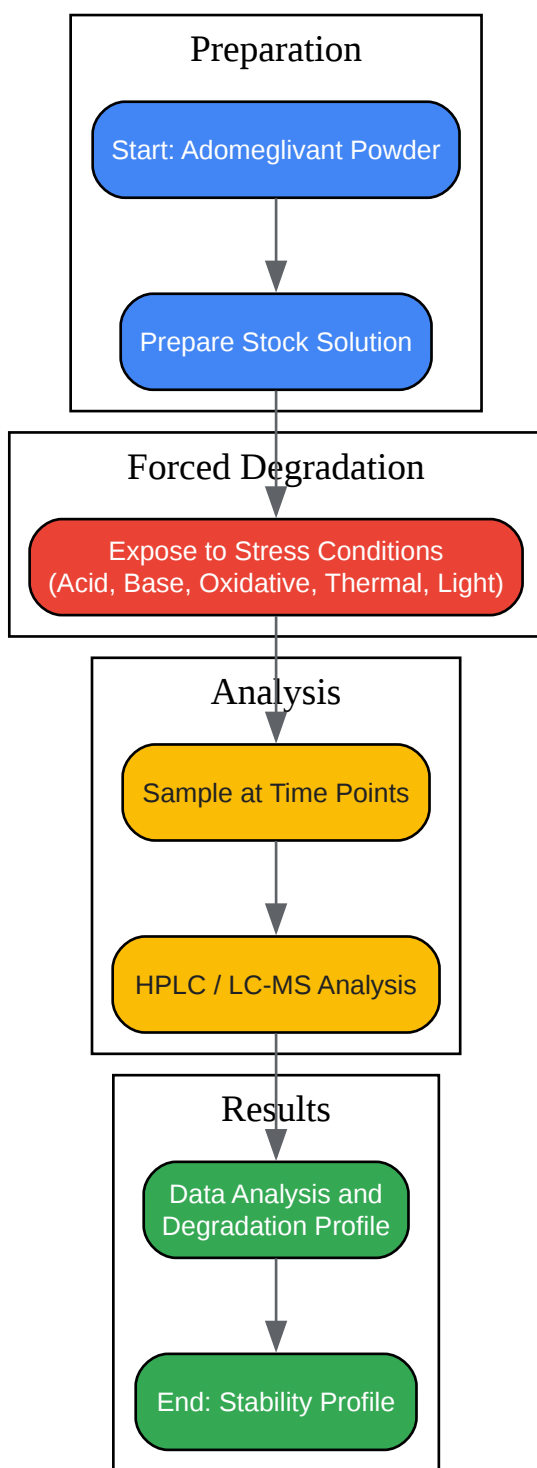 Preparation
Start: Adomeglivant Powder
Prepare Stock Solution
Forced Degradation
Expose to Stress Conditions
(Acid, Base, Oxidative, Thermal, Light)
Analysis
Sample at Time Points
HPLC / LC-MS Analysis
Results
Data Analysis and
Degradation Profile
End: Stability Profile